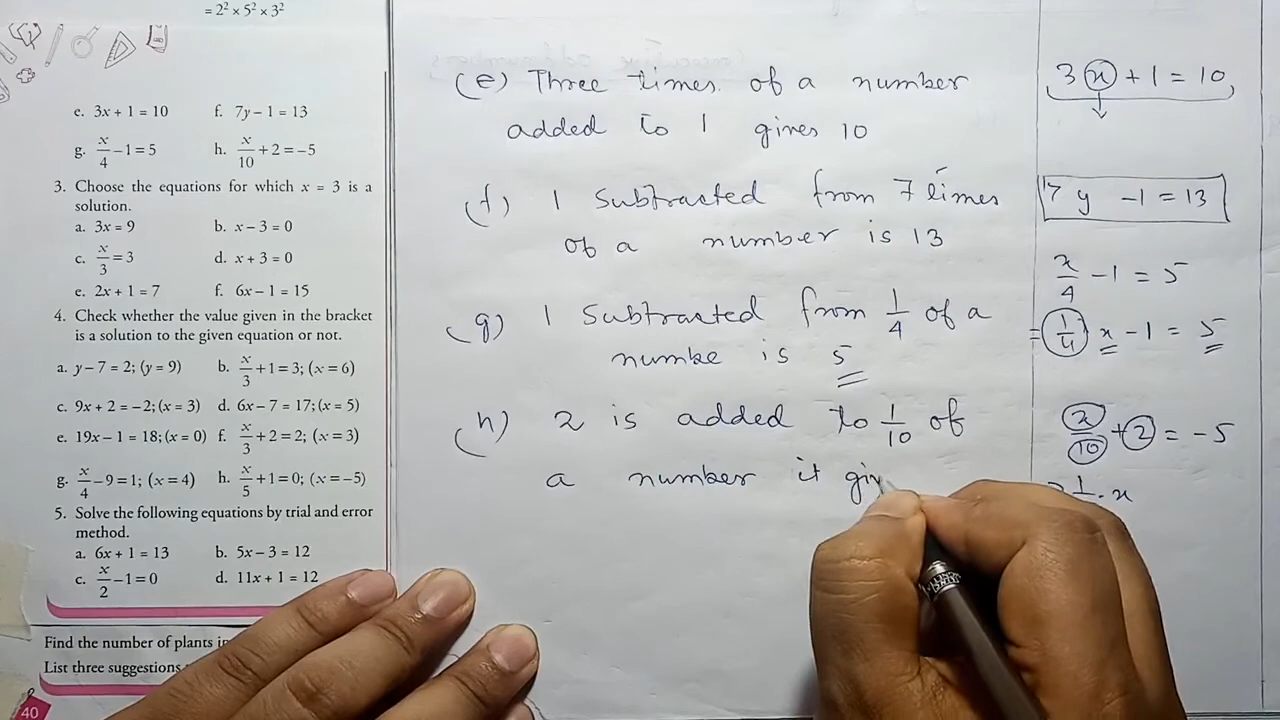 = 2² × 5² × 3²
e. 3x + 1 = 10 f. 7y − 1 = 13
g. x/4 − 1 = 5 h. x/10 + 2 = −5
3. Choose the equations for which x = 3 is a
solution.
a. 3x = 9 b. x − 3 = 0
c. x/3 = 3 d. x + 3 = 0
e. 2x + 1 = 7 f. 6x − 1 = 15
4. Check whether the value given in the bracket
is a solution to the given equation or not.
a. y − 7 = 2; (y = 9) b. x/3 + 1 = 3; (x = 6)
c. 9x + 2 = −2; (x = 3) d. 6x − 7 = 17; (x = 5)
e. 19x − 1 = 18; (x = 0) f. x/3 + 2 = 2; (x = 3)
g. x/4 − 9 = 1; (x = 4) h. x/5 + 1 = 0; (x = −5)
5. Solve the following equations by trial and error
method.
a. 6x + 1 = 13 b. 5x − 3 = 12
c. x/2 − 1 = 0 d. 11x + 1 = 12
Find the number of plants
List three suggestions
40
(e) Three times of a number
added to 1 gives 10
(f) 1 Subtracted from 7 times
of a number is 13
(g) 1 Subtracted from 1/4 of a
numbe is 5
(h) 2 is added to 1/10 of
a number it giv
3x + 1 = 10
7y − 1 = 13
x/4 − 1 = 5
= 1/4 x − 1 = 5
x/10 + 2 = −5